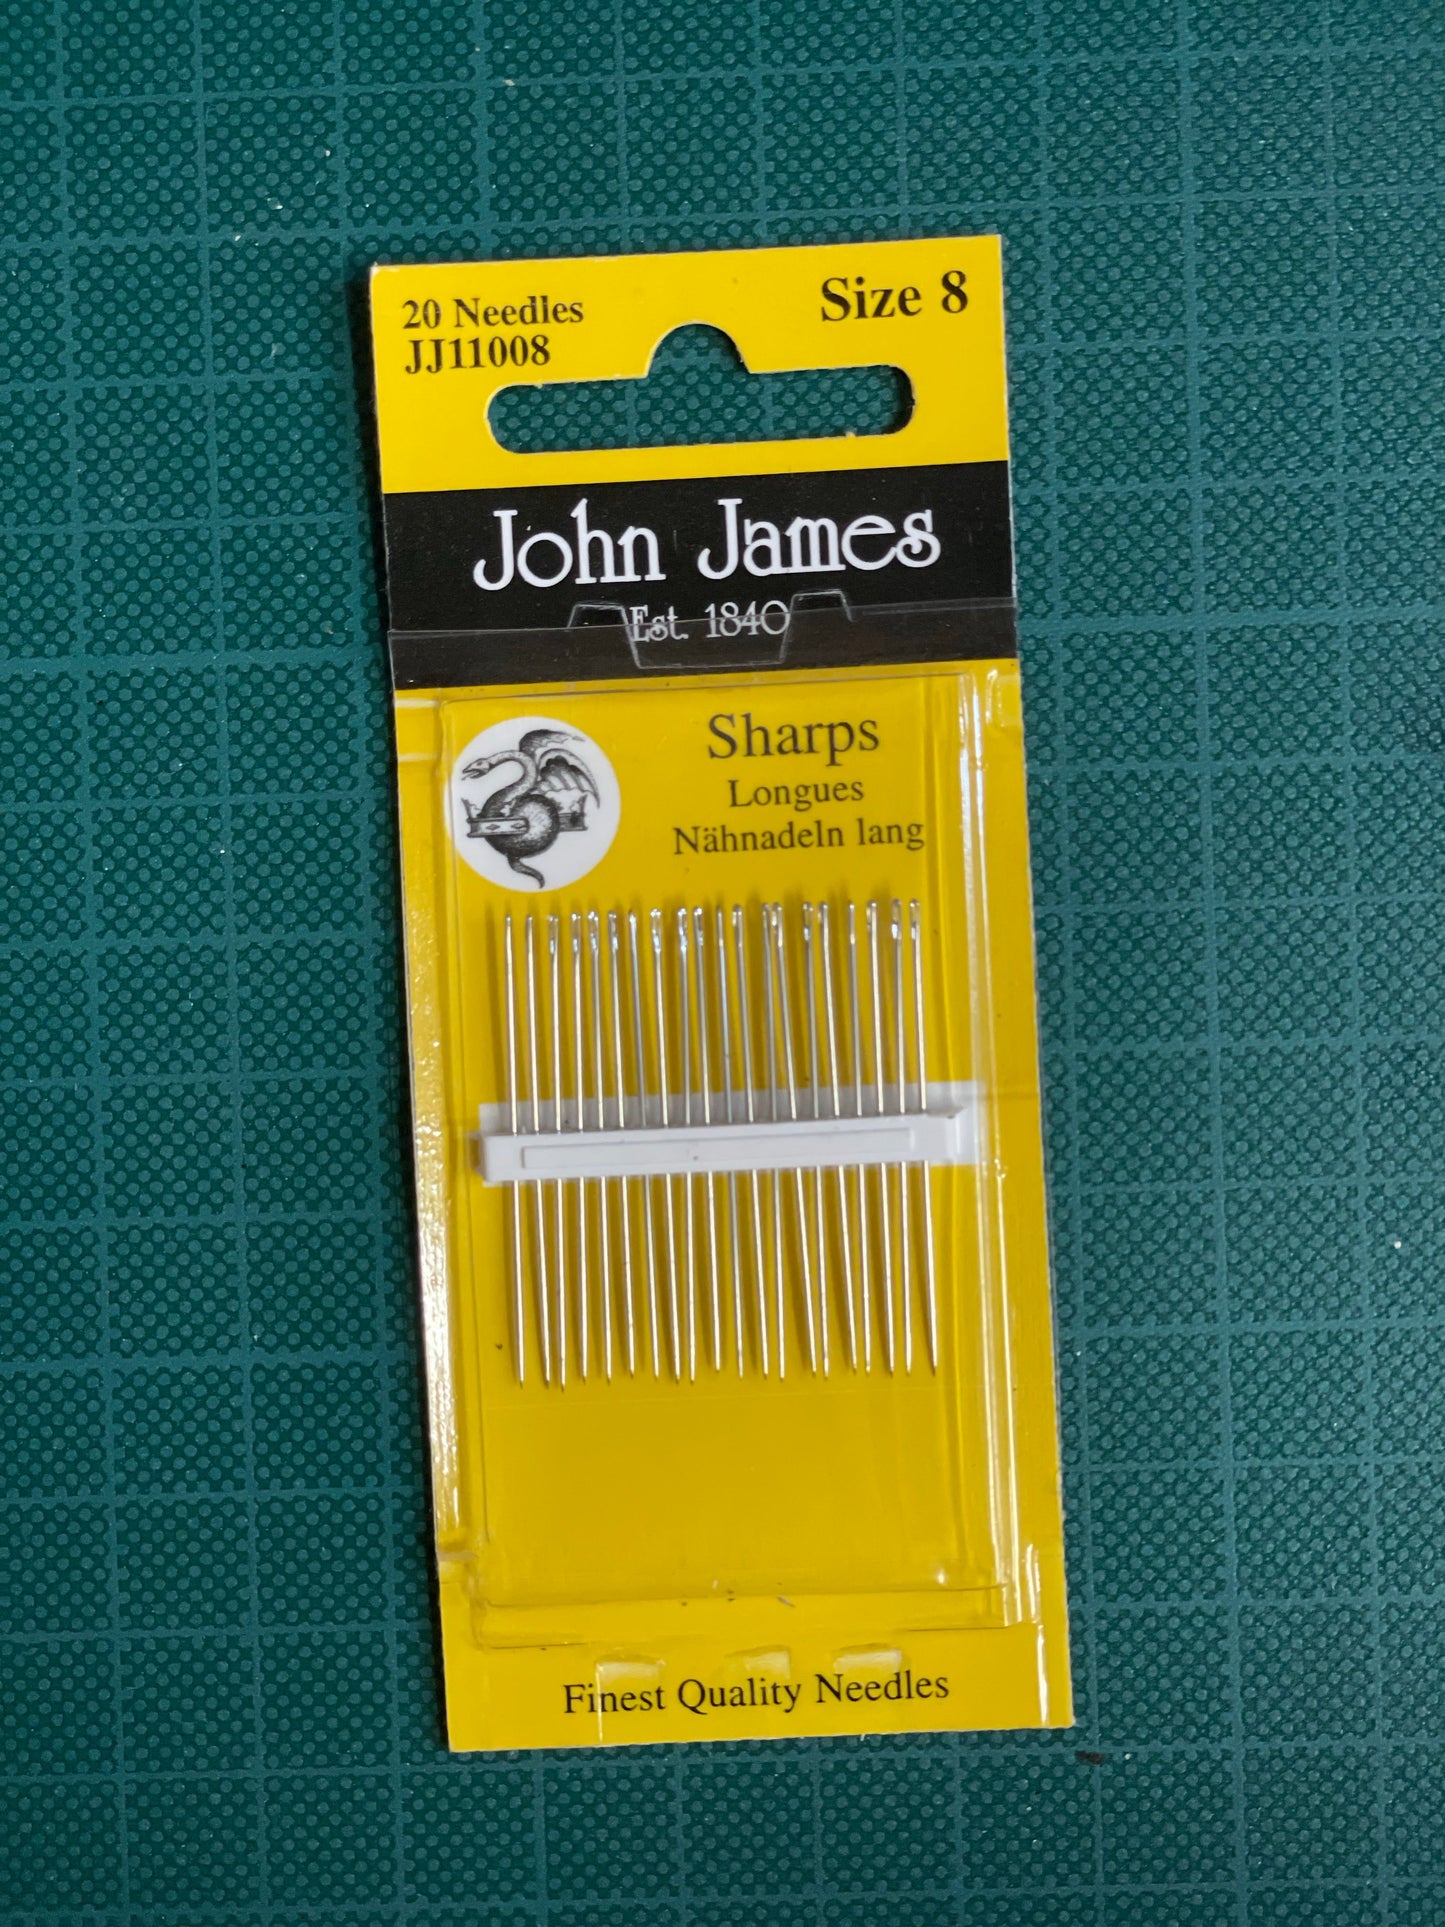 20 Needles
JJ11008
Size 8
John James
Est. 1840
Sharps
Longues
Nähnadeln lang
Finest Quality Needles